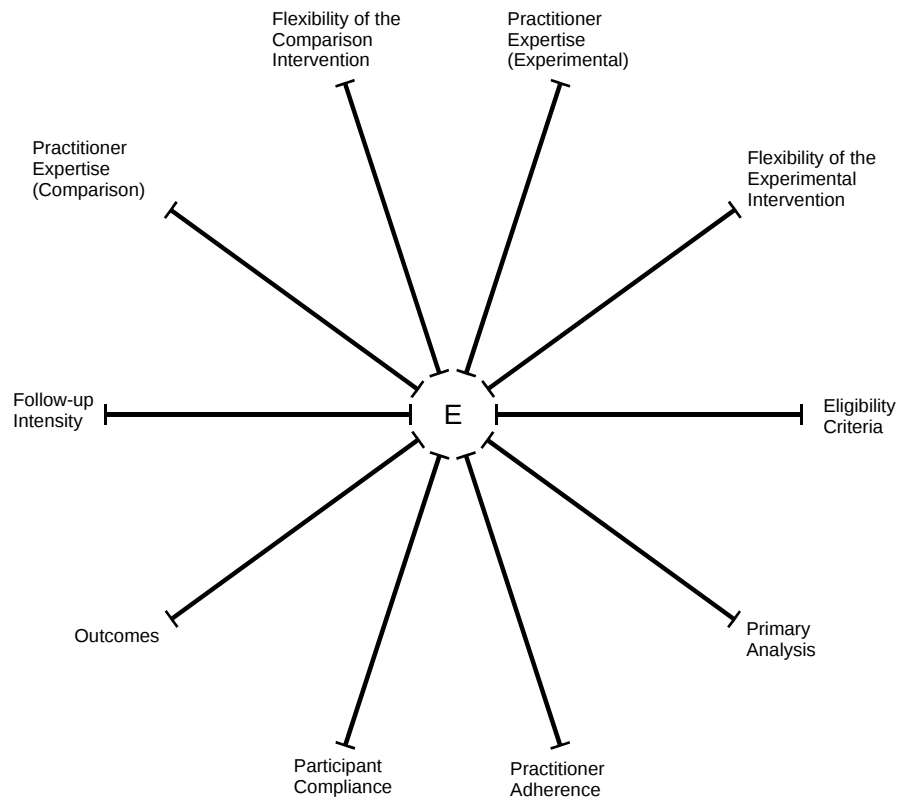 Flexibility of the
Comparison
Intervention
Practitioner
Expertise
(Experimental)
Practitioner
Expertise
(Comparison)
Flexibility of the
Experimental
Intervention
Follow-up
Intensity
E
Eligibility
Criteria
Outcomes
Primary
Analysis
Participant
Compliance
Practitioner
Adherence